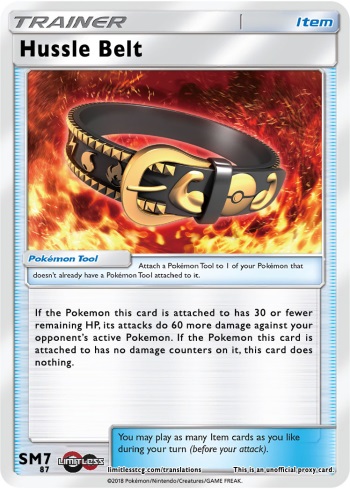 TRAINER
Item
Hussle Belt
Pokémon Tool
Attach a Pokémon Tool to 1 of your Pokémon that
doesn't already have a Pokémon Tool attached to it.
If the Pokemon this card is attached to has 30 or
fewer remaining HP, its attacks do 60 more damage against your
opponent's active Pokemon. If the Pokemon this card is
attached to has no damage counters on it, this card does
nothing.
You may play as many Item cards as you like
during your turn (before your attack).
SM7
87
LIMITLESS
limitlesstcg.com/translations
This is an unofficial proxy card.
©2018 Pokémon/Nintendo/Creatures/GAME FREAK.